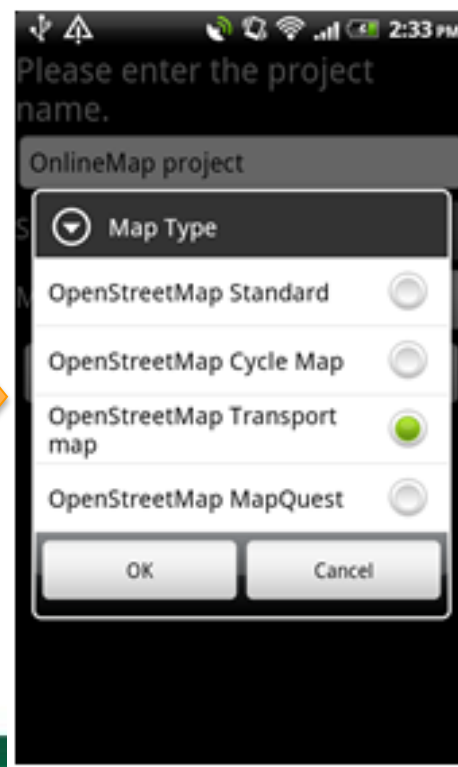 2:33 PM
Please enter the project
name.
OnlineMap project
S
Map Type
M
OpenStreetMap Standard
OpenStreetMap Cycle Map
OpenStreetMap Transport
map
OpenStreetMap MapQuest
OK
Cancel